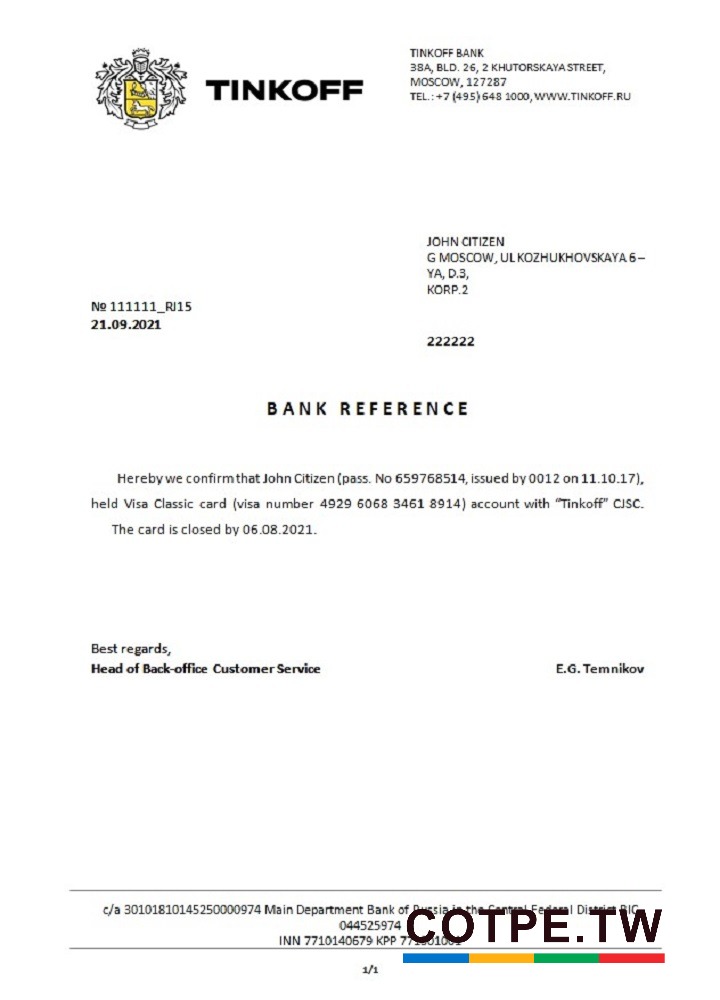 TINKOFF
TINKOFF BANK
38A, BLD. 26, 2 KHUTORSKAYA STREET,
MOSCOW, 127287
TEL.: +7 (495) 648 1000, WWW.TINKOFF.RU
JOHN CITIZEN
G MOSCOW, UL KOZHUKHOVSKAYA 6 –
YA, D.3,
KORP.2
№ 111111_RJ15
21.09.2021
222222
BANK REFERENCE
Hereby we confirm that John Citizen (pass. No 659768514, issued by 0012 on 11.10.17),
held Visa Classic card (visa number 4929 6068 3461 8914) account with “Tinkoff” CJSC.
The card is closed by 06.08.2021.
Best regards,
Head of Back-office Customer Service
E.G. Temnikov
c/a 30101810145250000974 Main Department Bank of Russia in the Central Federal District BIC
044525974
INN 7710140679 KPP
COTPE.TW
1/1